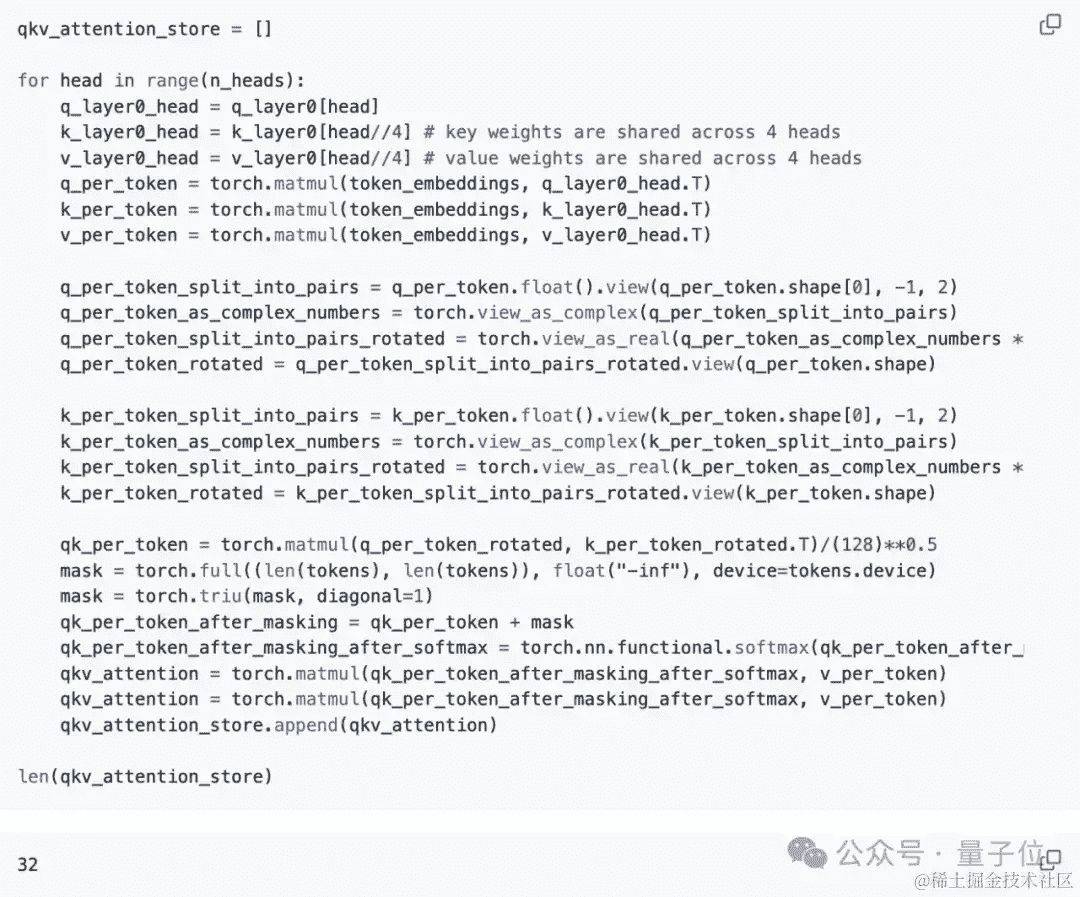 qkv_attention_store = []
for head in range(n_heads):
q_layer0_head = q_layer0[head]
k_layer0_head = k_layer0[head//4] # key weights are shared across 4 heads
v_layer0_head = v_layer0[head//4] # value weights are shared across 4 heads
q_per_token = torch.matmul(token_embeddings, q_layer0_head.T)
k_per_token = torch.matmul(token_embeddings, k_layer0_head.T)
v_per_token = torch.matmul(token_embeddings, v_layer0_head.T)
q_per_token_split_into_pairs = q_per_token.float().view(q_per_token.shape[0], -1, 2)
q_per_token_as_complex_numbers = torch.view_as_complex(q_per_token_split_into_pairs)
q_per_token_split_into_pairs_rotated = torch.view_as_real(q_per_token_as_complex_numbers *
q_per_token_rotated = q_per_token_split_into_pairs_rotated.view(q_per_token.shape)
k_per_token_split_into_pairs = k_per_token.float().view(k_per_token.shape[0], -1, 2)
k_per_token_as_complex_numbers = torch.view_as_complex(k_per_token_split_into_pairs)
k_per_token_split_into_pairs_rotated = torch.view_as_real(k_per_token_as_complex_numbers *
k_per_token_rotated = k_per_token_split_into_pairs_rotated.view(k_per_token.shape)
qk_per_token = torch.matmul(q_per_token_rotated, k_per_token_rotated.T)/(128)**0.5
mask = torch.full((len(tokens), len(tokens)), float("-inf"), device=tokens.device)
mask = torch.triu(mask, diagonal=1)
qk_per_token_after_masking = qk_per_token + mask
qk_per_token_after_masking_after_softmax = torch.nn.functional.softmax(qk_per_token_after_
qkv_attention = torch.matmul(qk_per_token_after_masking_after_softmax, v_per_token)
qkv_attention = torch.matmul(qk_per_token_after_masking_after_softmax, v_per_token)
qkv_attention_store.append(qkv_attention)
len(qkv_attention_store)
32
公众号 · 量子位
@稀土掘金技术社区